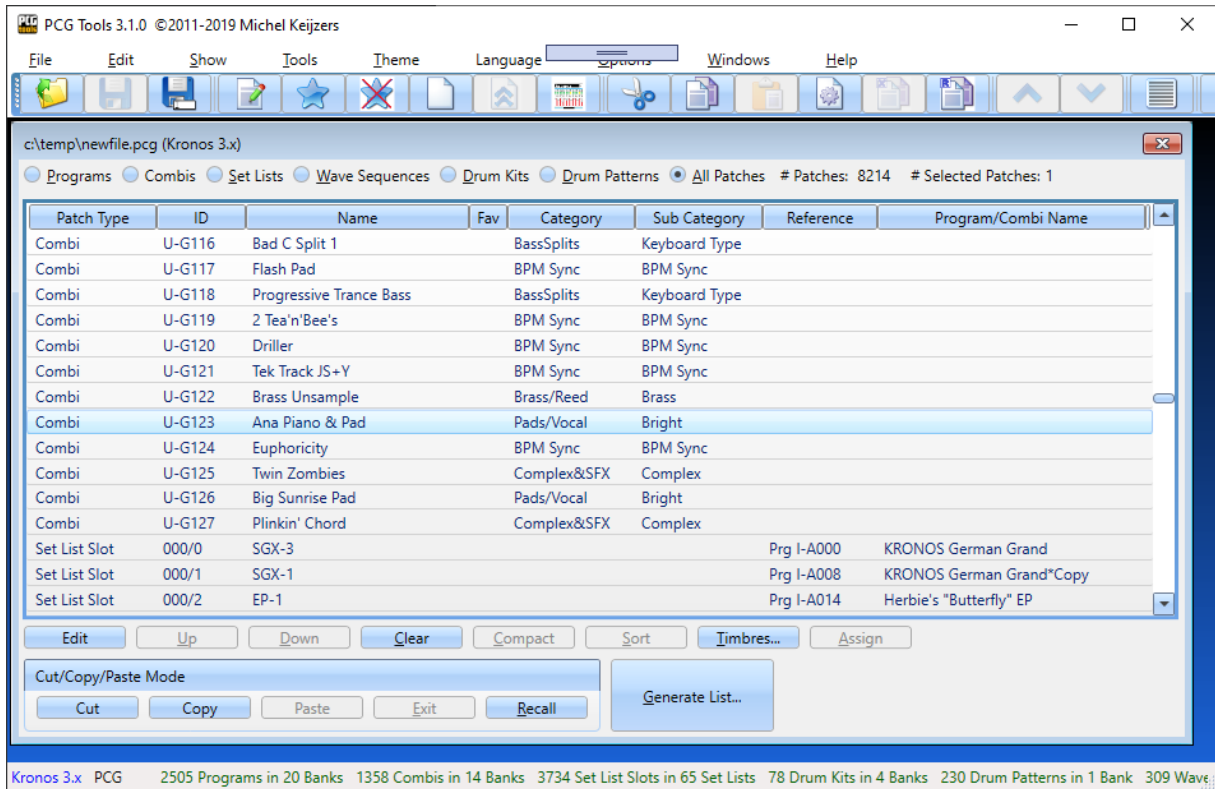 PCG Tools 3.1.0 ©2011-2019 Michel Keijzers
File Edit Show Tools Theme Language Options Windows Help
c:\temp\newfile.pcg (Kronos 3.x)
Programs Combis Set Lists Wave Sequences Drum Kits Drum Patterns All Patches # Patches: 8214 # Selected Patches: 1
Patch Type ID Name Fav Category Sub Category Reference Program/Combi Name
Combi U-G116 Bad C Split 1 BassSplits Keyboard Type
Combi U-G117 Flash Pad BPM Sync BPM Sync
Combi U-G118 Progressive Trance Bass BassSplits Keyboard Type
Combi U-G119 2 Tea'n'Bee's BPM Sync BPM Sync
Combi U-G120 Driller BPM Sync BPM Sync
Combi U-G121 Tek Track JS+Y BPM Sync BPM Sync
Combi U-G122 Brass Unsample Brass/Reed Brass
Combi U-G123 Ana Piano & Pad Pads/Vocal Bright
Combi U-G124 Euphoricity BPM Sync BPM Sync
Combi U-G125 Twin Zombies Complex&SFX Complex
Combi U-G126 Big Sunrise Pad Pads/Vocal Bright
Combi U-G127 Plinkin' Chord Complex&SFX Complex
Set List Slot 000/0 SGX-3 Prg I-A000 KRONOS German Grand
Set List Slot 000/1 SGX-1 Prg I-A008 KRONOS German Grand*Copy
Set List Slot 000/2 EP-1 Prg I-A014 Herbie's "Butterfly" EP
Edit Up Down Clear Compact Sort Timbres... Assign
Cut/Copy/Paste Mode
Cut Copy Paste Exit Recall
Generate List...
Kronos 3.x PCG 2505 Programs in 20 Banks 1358 Combis in 14 Banks 3734 Set List Slots in 65 Set Lists 78 Drum Kits in 4 Banks 230 Drum Patterns in 1 Bank 309 Wave